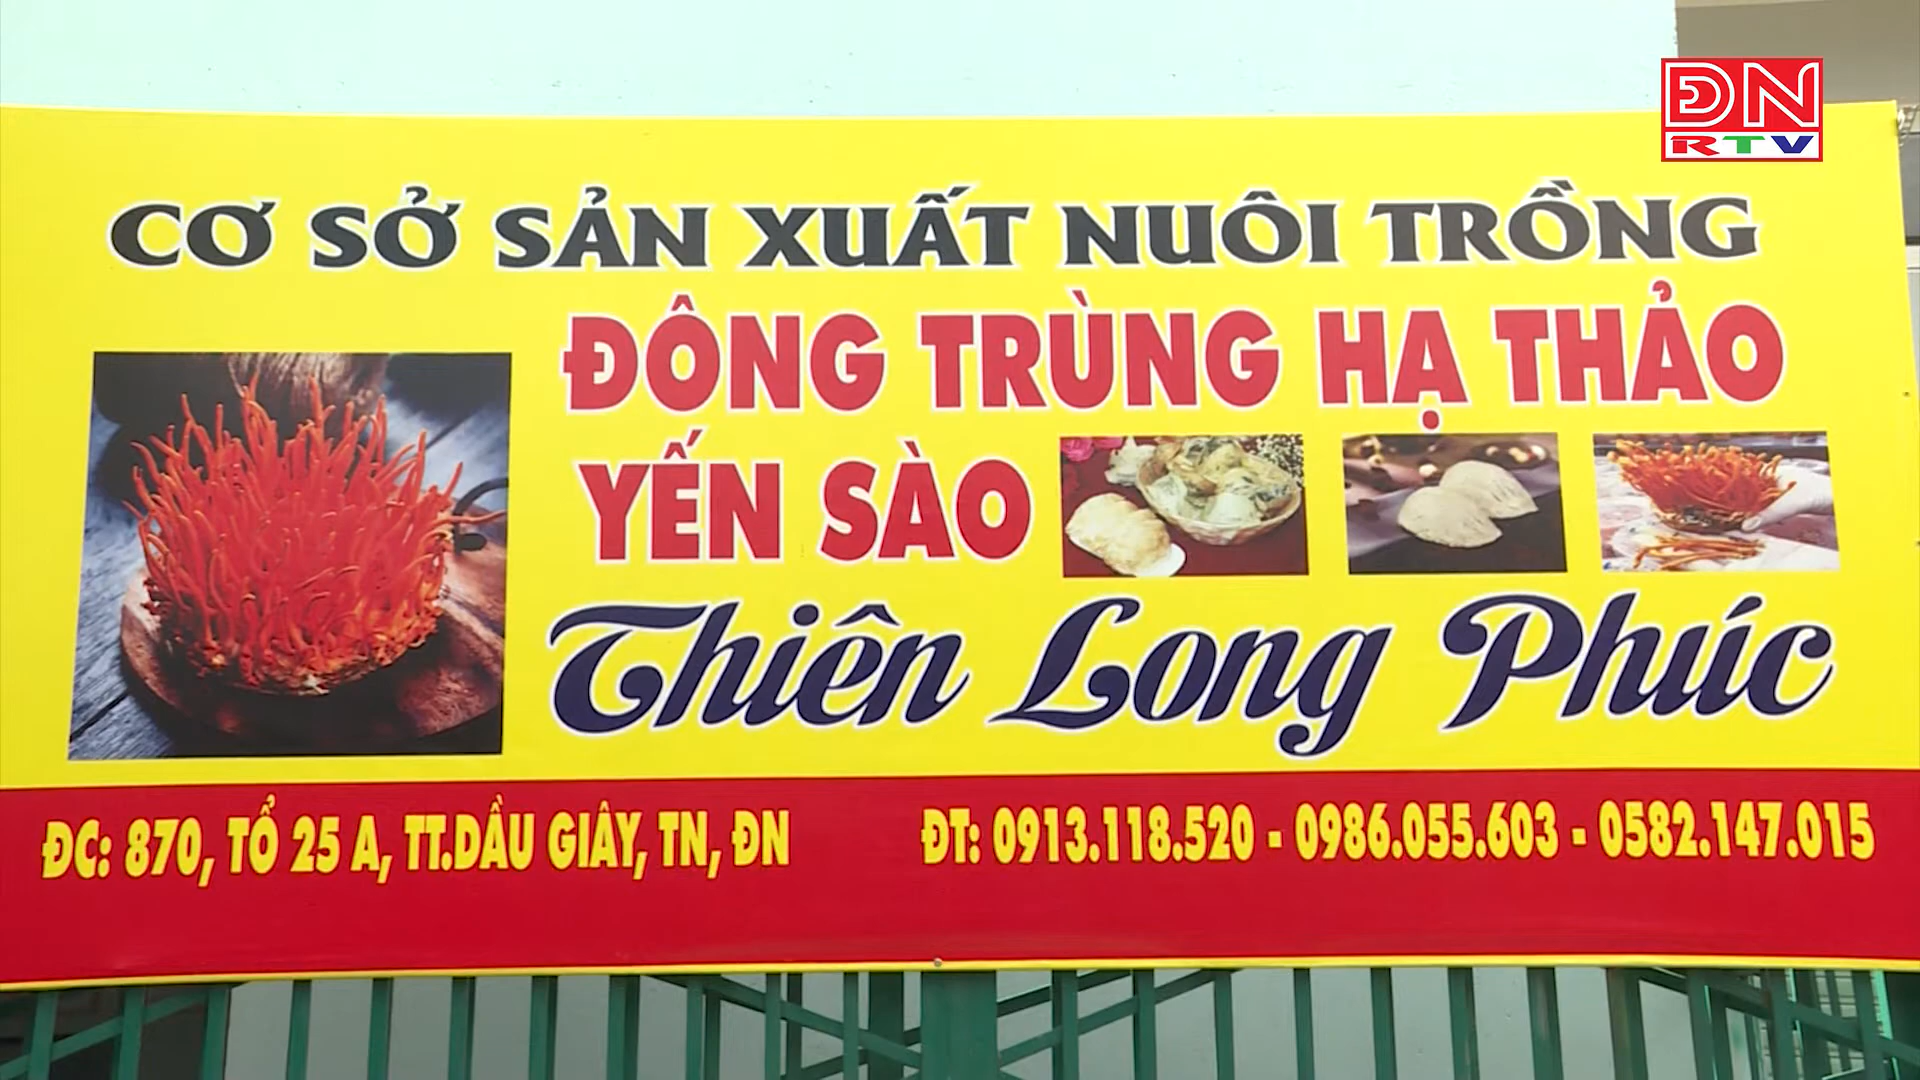 ĐN
RTV
CƠ SỞ SẢN XUẤT NUÔI TRỒNG
ĐÔNG TRÙNG HẠ THẢO
YẾN SÀO
Thiên Long Phúc
ĐC: 870, TỔ 25 A, TT.DẦU GIÂY, TN, ĐN
ĐT: 0913.118.520 - 0986.055.603 - 0582.147.015